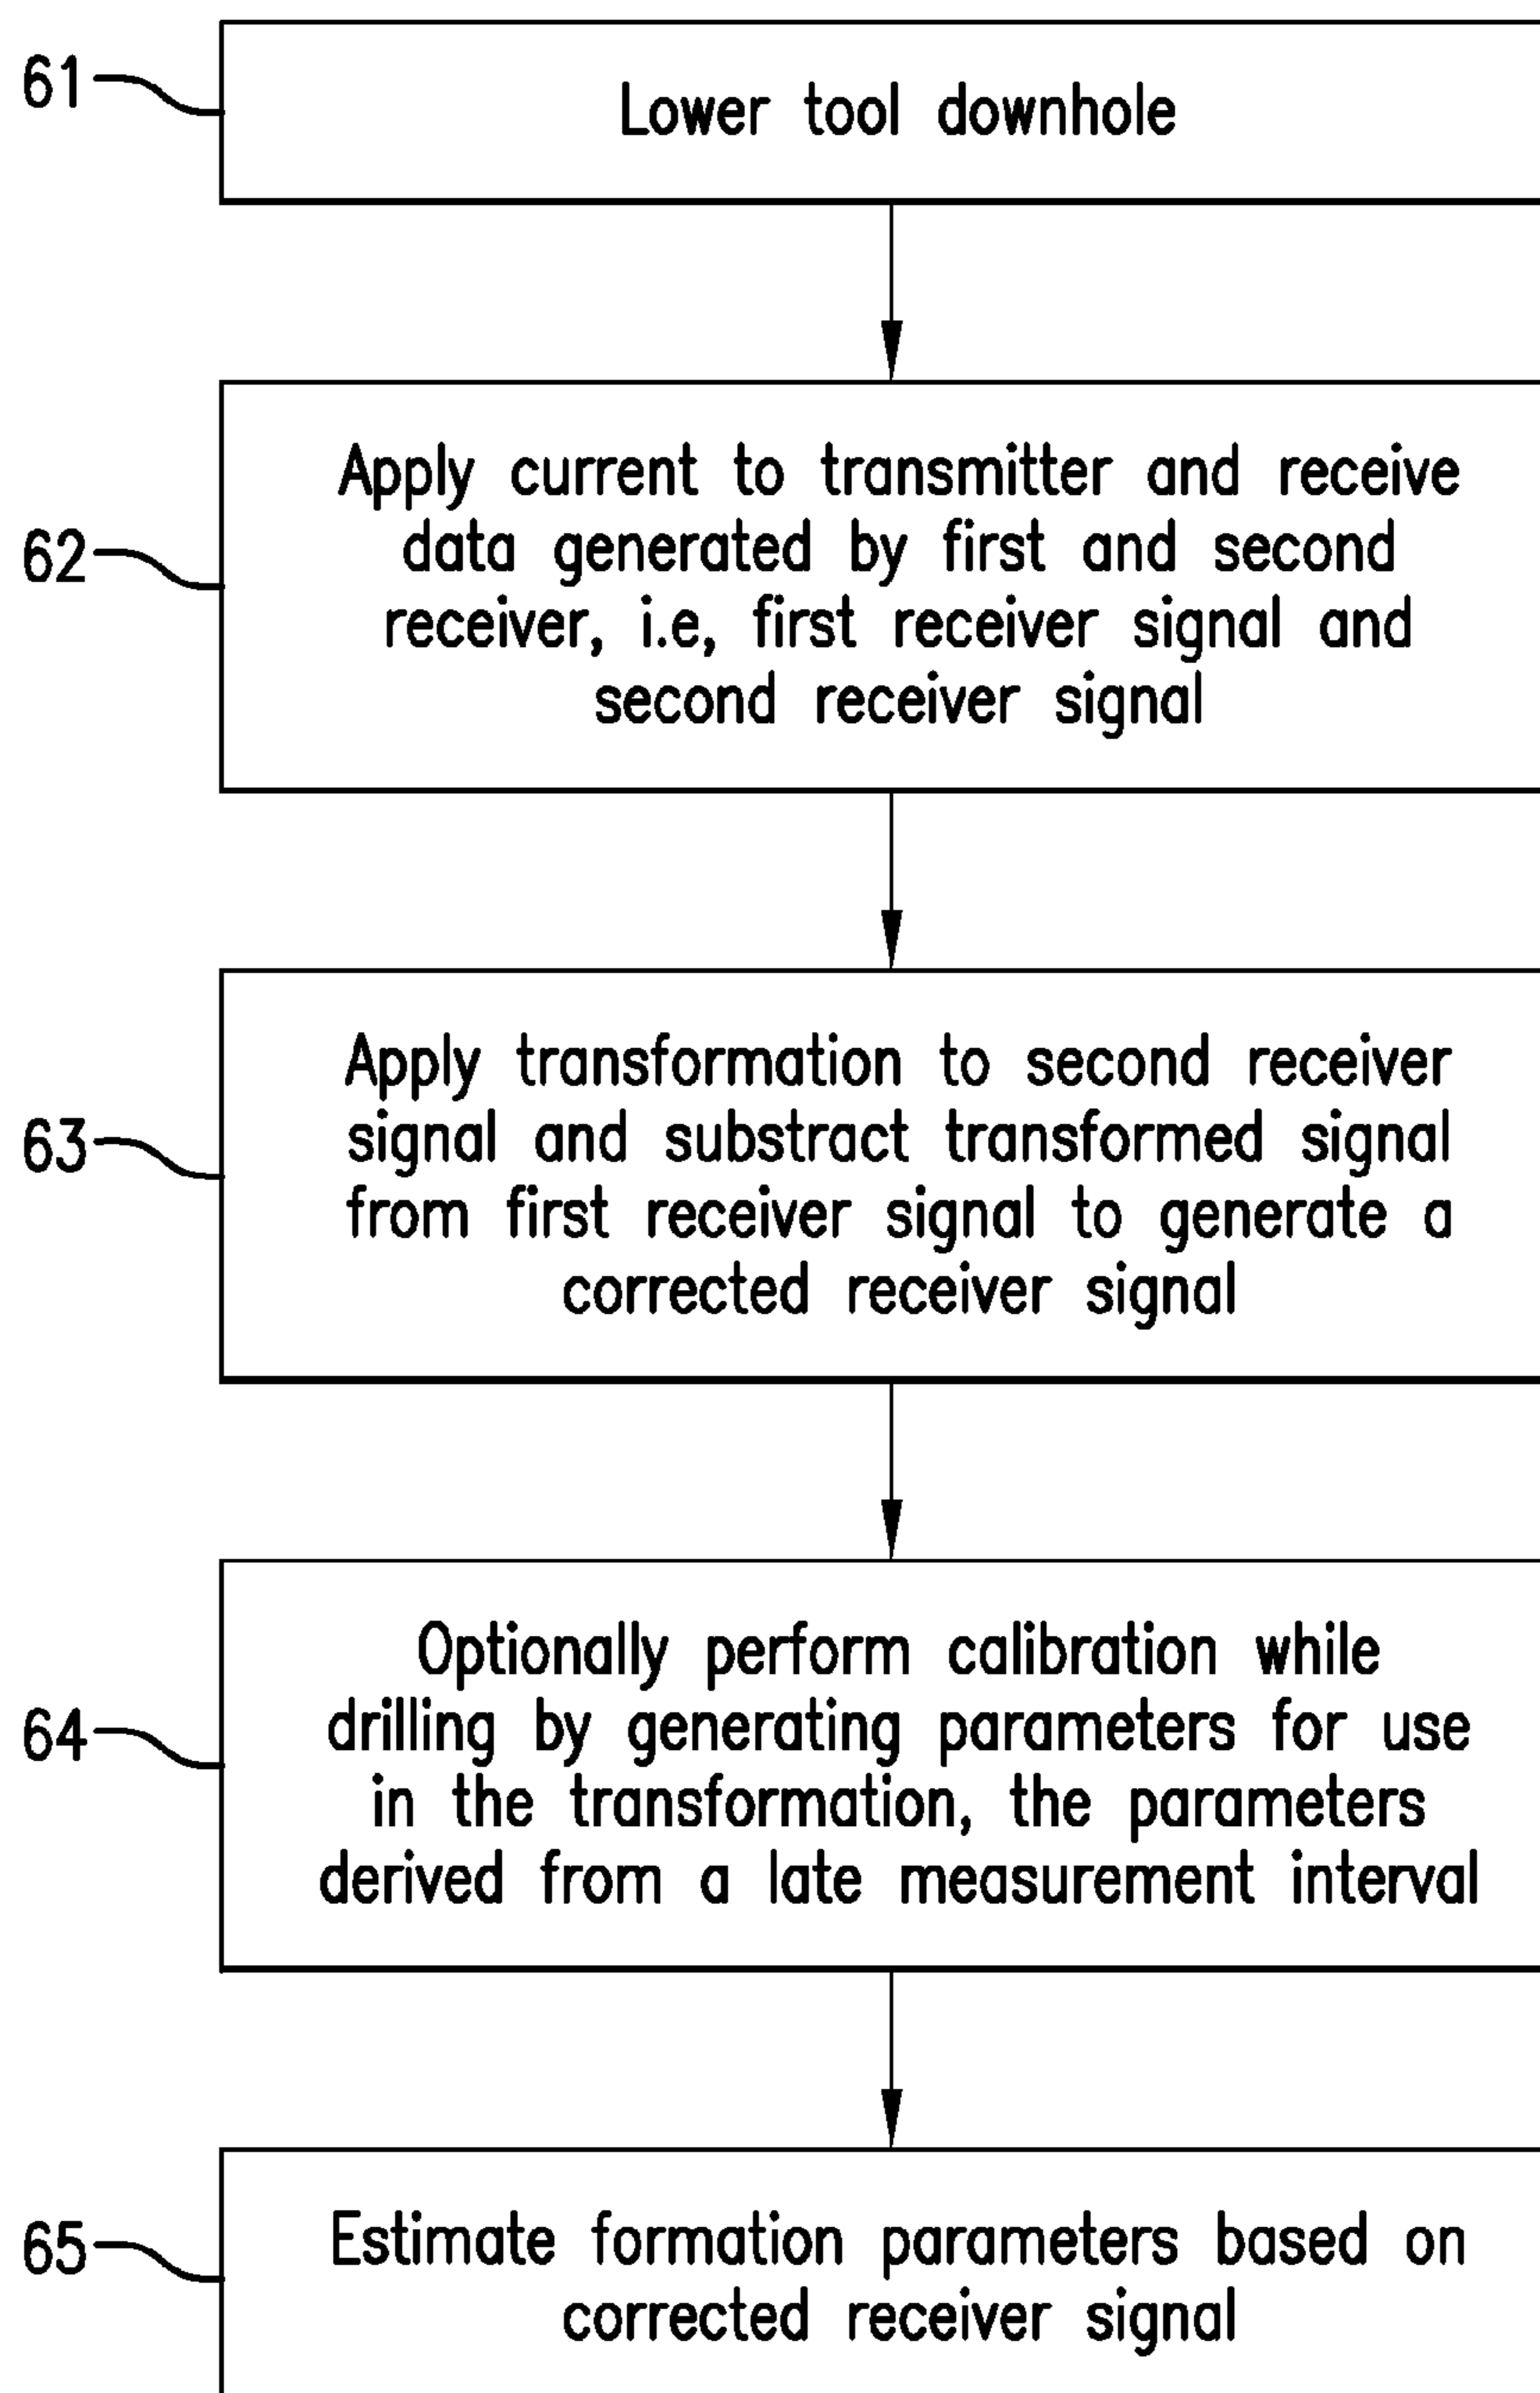 61
Lower tool downhole
62
Apply current to transmitter and receive
data generated by first and second
receiver, i.e, first receiver signal and
second receiver signal
63
Apply transformation to second receiver
signal and substract transformed signal
from first receiver signal to generate a
corrected receiver signal
64
Optionally perform calibration while
drilling by generating parameters for use
in the transformation, the parameters
derived from a late measurement interval
65
Estimate formation parameters based on
corrected receiver signal